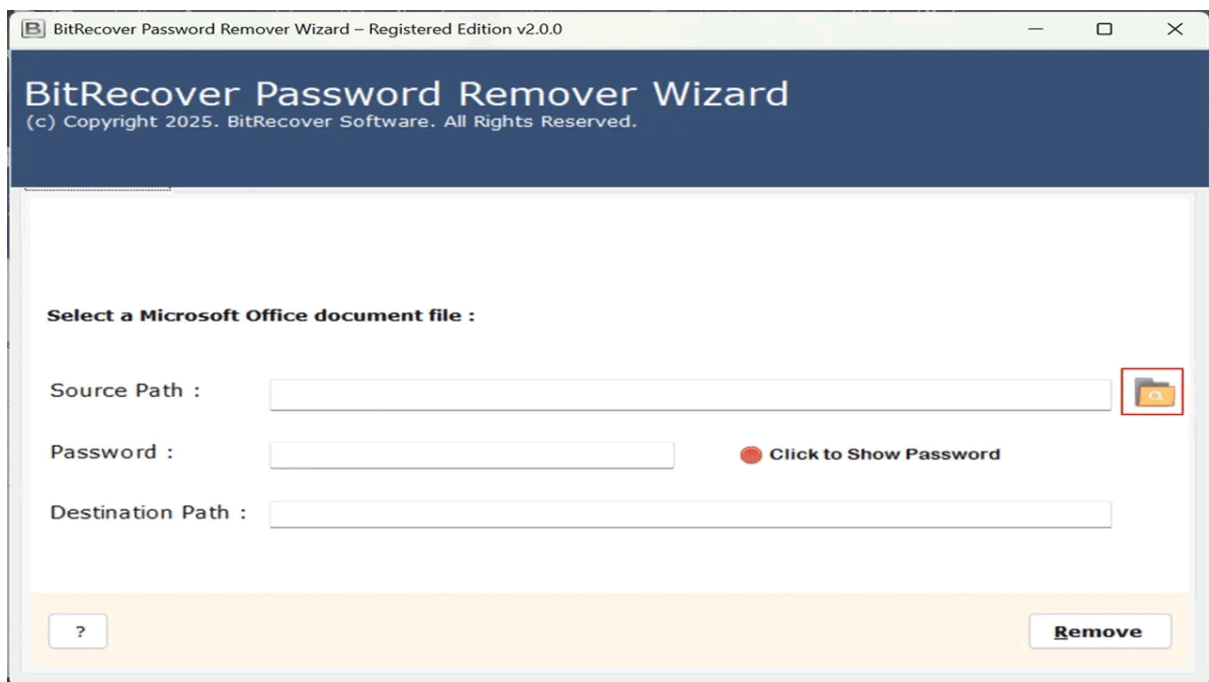 BitRecover Password Remover Wizard – Registered Edition v2.0.0
BitRecover Password Remover Wizard
(c) Copyright 2025. BitRecover Software. All Rights Reserved.
Select a Microsoft Office document file :
Source Path :
Password :
Click to Show Password
Destination Path :
?
Remove